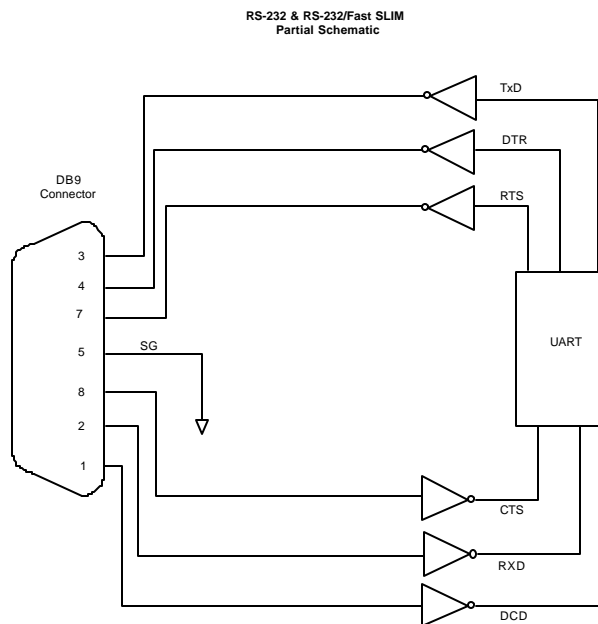 RS-232 & RS-232/Fast SLIM
Partial Schematic
TxD
DTR
DB9
Connector
RTS
3
4
7
UART
5
SG
8
2
1
CTS
RXD
DCD